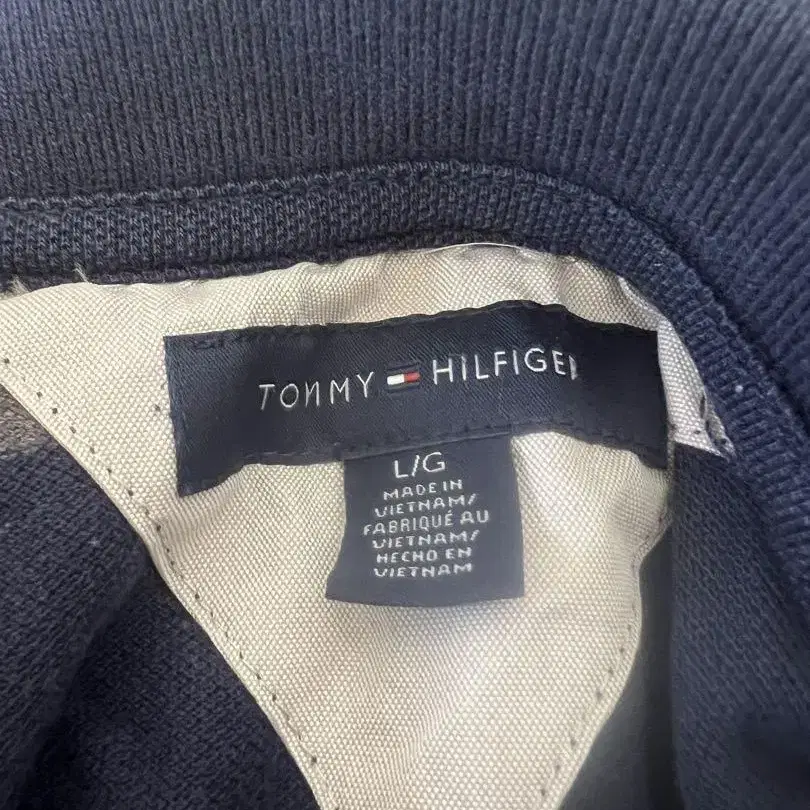 TOMMY HILFIGER
L/G
MADE IN
VIETNAM/
FABRIQUÉ AU
VIETNAM/
HECHO EN
VIETNAM